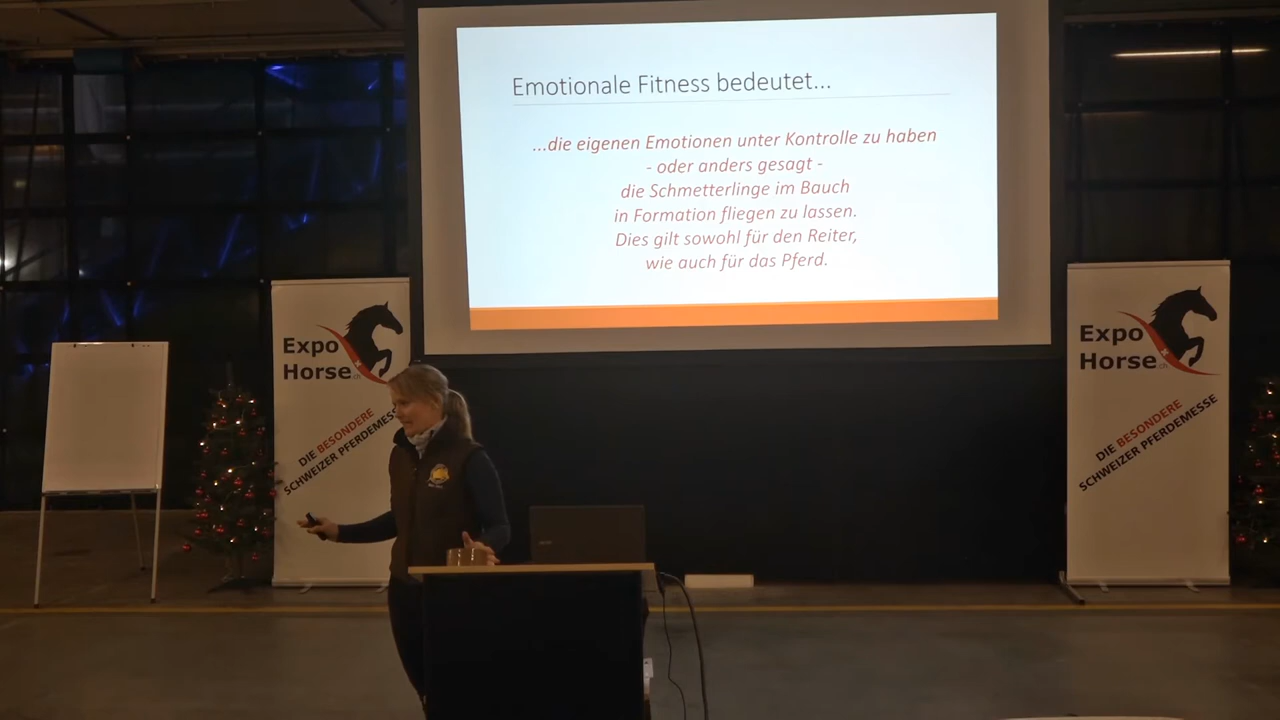 Emotionale Fitness bedeutet...
...die eigenen Emotionen unter Kontrolle zu haben
- oder anders gesagt -
die Schmetterlinge im Bauch
in Formation fliegen zu lassen.
Dies gilt sowohl für den Reiter,
wie auch für das Pferd.
Expo
Horse.ch
DIE BESONDERE
SCHWEIZER PFERDEMESSE
Expo
Horse.ch
DIE BESONDERE
SCHWEIZER PFERDEMESSE